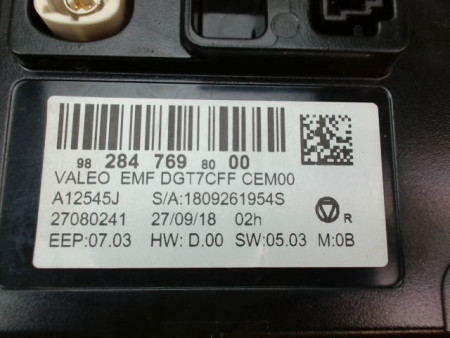 98 284 769 80 00
VALEO EMF DGT7CFF CEM00
A12545J S/A:1809261954S
27080241 27/09/18 02h
V R
EEP:07.03 HW: D.00 SW:05.03 M:0B